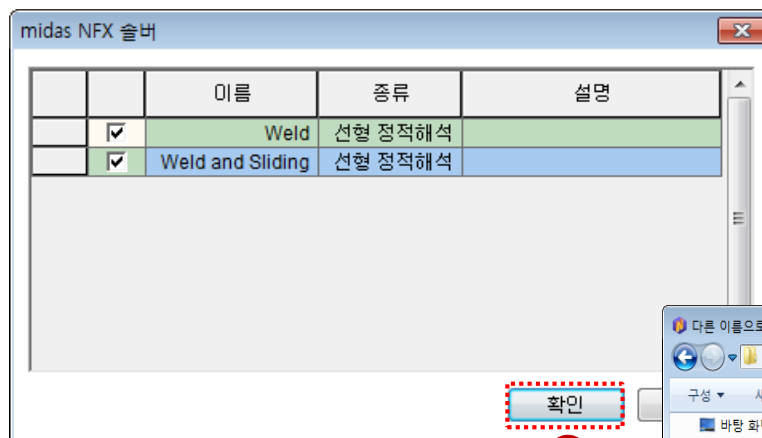 midas NFX 솔버
이름 종류 설명
Weld 선형 정적해석
Weld and Sliding 선형 정적해석
다른 이름으로
확인
구성
바탕 화면